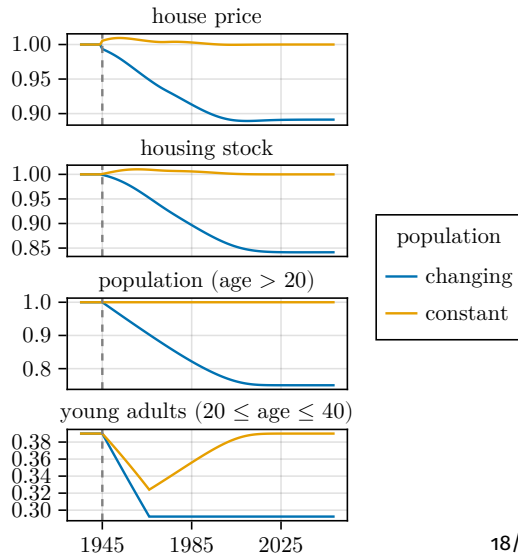 house price
1.00
0.95
0.90
housing stock
1.00
0.95
0.90
0.85
population (age > 20)
1.0
0.9
0.8
young adults (20 ≤ age ≤ 40)
0.38
0.36
0.34
0.32
0.30
1945 1985 2025
population
changing
constant
18/